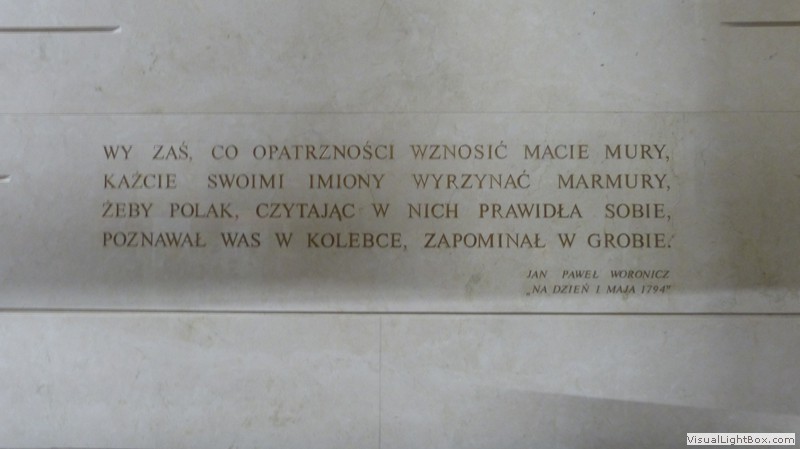 WY ZAŚ, CO OPATRZNOŚCI WZNOSIĆ MACIE MURY,
KAŻCIE SWOIMI IMIONY WYRZYNAĆ MARMURY,
ŻEBY POLAK, CZYTAJĄC W NICH PRAWIDŁA SOBIE,
POZNAWAŁ WAS W KOLEBCE, ZAPOMINAŁ W GROBIE.
JAN PAWEŁ WORONICZ
„NA DZIEŃ 1 MAJA 1794”
VisualLightBox.com